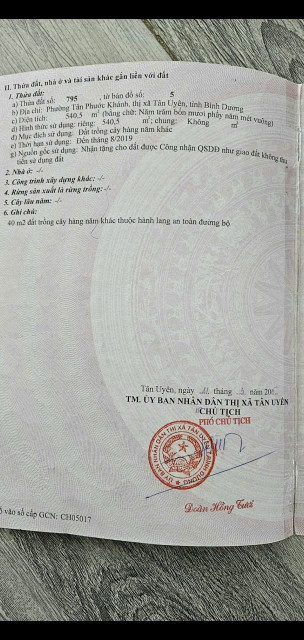 II. Thửa đất, nhà ở và tài sản khác gắn liền với đất
1. Thửa đất:
a) Thửa đất số: 795 , tờ bản đồ số: 5
b) Địa chỉ: Phường Tân Phước Khánh, thị xã Tân Uyên, tỉnh Bình Dương
c) Diện tích: 540,5 m² (bằng chữ: Năm trăm bốn mươi phẩy năm mét vuông)
d) Hình thức sử dụng: riêng: 540,5 m²; chung: Không m²
đ) Mục đích sử dụng: Đất trồng cây hàng năm khác
e) Thời hạn sử dụng: Đến tháng 8/2019
g) Nguồn gốc sử dụng: Nhận tặng cho đất được Công nhận QSDĐ như giao đất không thu
tiền sử dụng đất
2. Nhà ở: -/-
3. Công trình xây dựng khác: -/-
4. Rừng sản xuất là rừng trồng: -/-
5. Cây lâu năm: -/-
6. Ghi chú:
40 m2 đất trồng cây hàng năm khác thuộc hành lang an toàn đường bộ
Tân Uyên, ngày tháng năm
TM. ỦY BAN NHÂN DÂN THỊ XÃ TÂN UYÊN
CHỦ TỊCH
PHÓ CHỦ TỊCH
ỦY BAN NHÂN DÂN THỊ XÃ TÂN UYÊN
Đoàn Hồng
vào sổ cấp GCN: CH05017